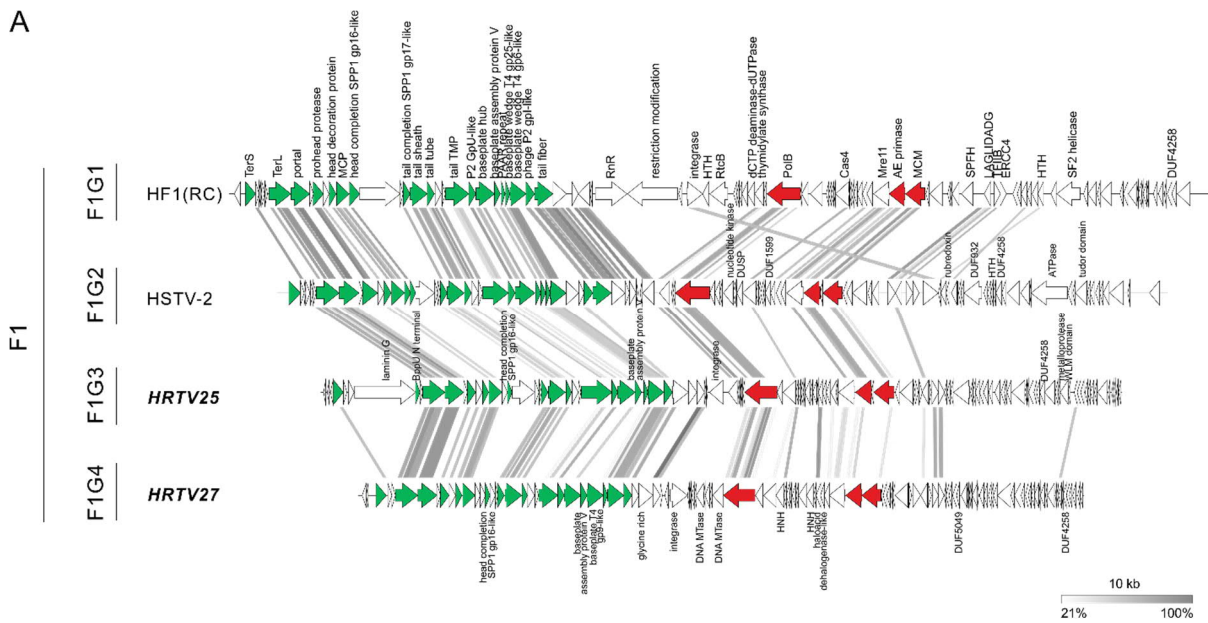 A
TerS
TerL
portal
prohead protease
head decoration protein
MCP
head completion SPP1 gp16-like
tail completion SPP1 gp17-like
tail sheath
tail tube
tail TMP
P2 GpU-like
baseplate hub
baseplate assembly protein V
PAAR repeat
baseplate wedge T4 gp25-like
baseplate wedge T4 gp6-like
phage P2 gpI-like
tail fiber
RnR
restriction modification
integrase
HTH
RtcB
dCTP deaminase-dUTPase
thymidylate synthase
PolB
Cas4
Mre11
AE primase
MCM
SPFH
LAGLIDADG
TFIIB
ERCC4
HTH
SF2 helicase
DUF4258
F1
F1G1
HF1(RC)
nucleotide kinase
DUSP
DUF1599
rubredoxin
DUF932
HTH
DUF4258
ATPase
tudor domain
F1G2
HSTV-2
laminin G
BppU N terminal
head completion
SPP1 gp16-like
baseplate
assembly protein V
integrase
DUF4258
metalloprotease
WLM domain
F1G3
HRTV25
F1G4
HRTV27
head completion
SPP1 gp16-like
baseplate
assembly protein V
baseplate T4
gp9-like
glycine rich
integrase
DNA MTase
DNA MTase
HNH
HNH
haloacid
dehalogenase-like
DUF5049
DUF4258
10 kb
21%
100%